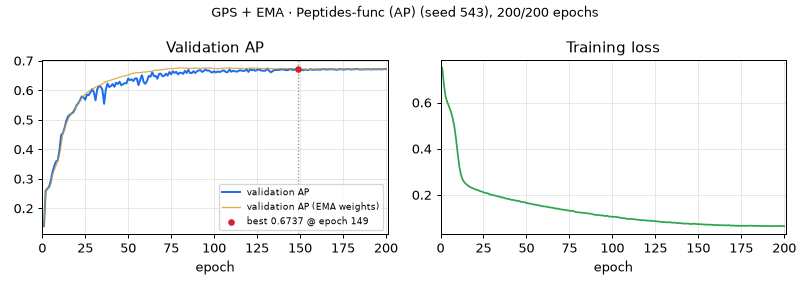 GPS + EMA · Peptides-func (AP) (seed 543), 200/200 epochs
Validation AP
0.7
0.6
0.5
0.4
0.3
0.2
0 25 50 75 100 125 150 175 200
epoch
validation AP
validation AP (EMA weights)
best 0.6737 @ epoch 149
Training loss
0.6
0.4
0.2
0 25 50 75 100 125 150 175 200
epoch